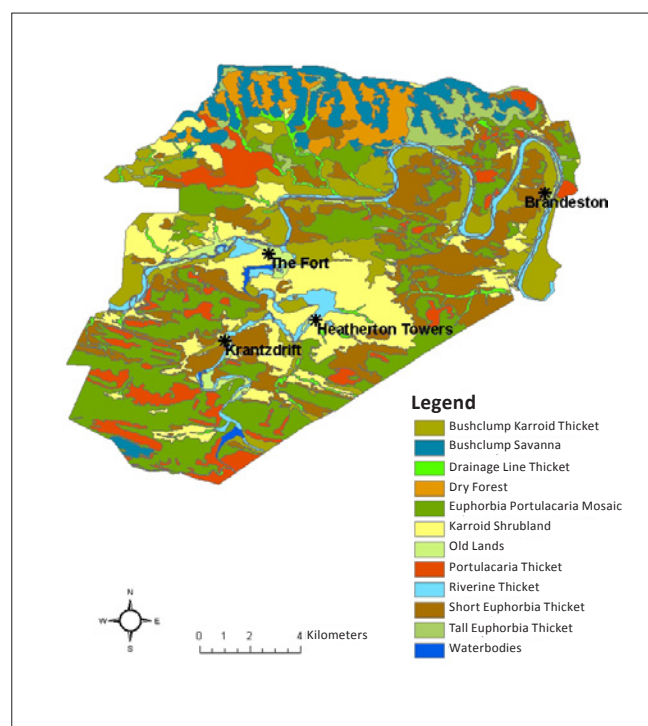 Brandeston
The Fort
Heatherton Towers
Krantzdrift
Legend
Bushclump Karroid Thicket
Bushclump Savanna
Drainage Line Thicket
Dry Forest
Euphorbia Portulacaria Mosaic
Karroid Shrubland
Old Lands
Portulacaria Thicket
Riverine Thicket
Short Euphorbia Thicket
Tall Euphorbia Thicket
Waterbodies
N
W E
S
0 1 2 4 Kilometers